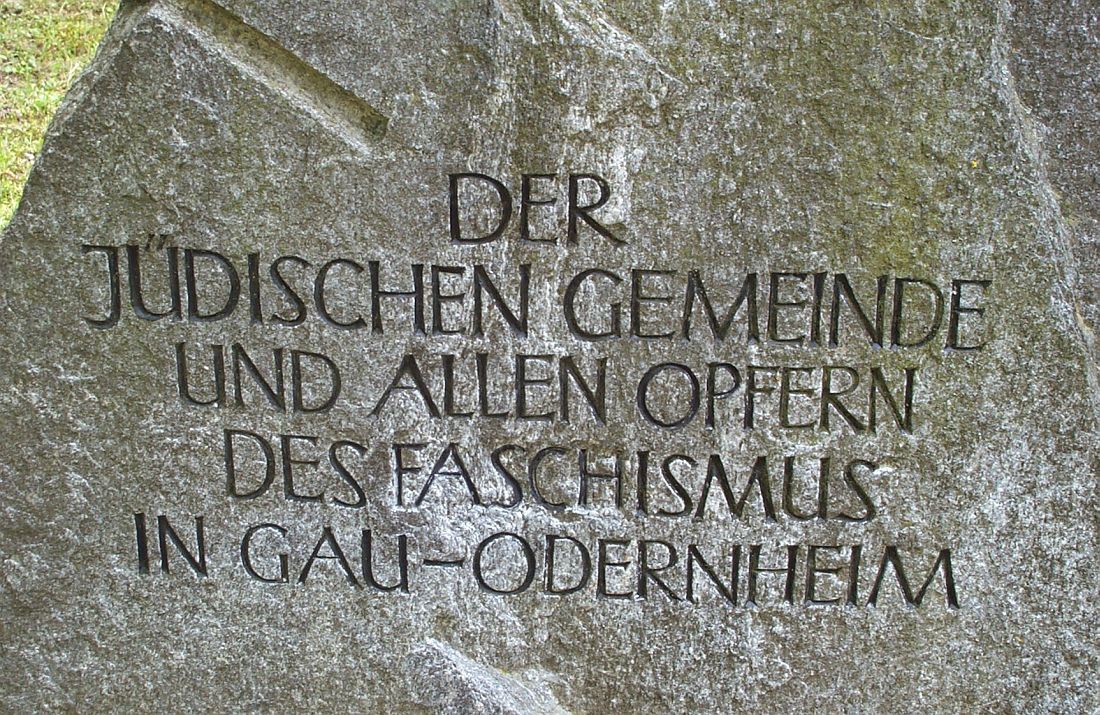 DER
JÜDISCHEN GEMEINDE
UND ALLEN OPFERN
DES FASCHISMUS
IN GAU-ODERNHEIM